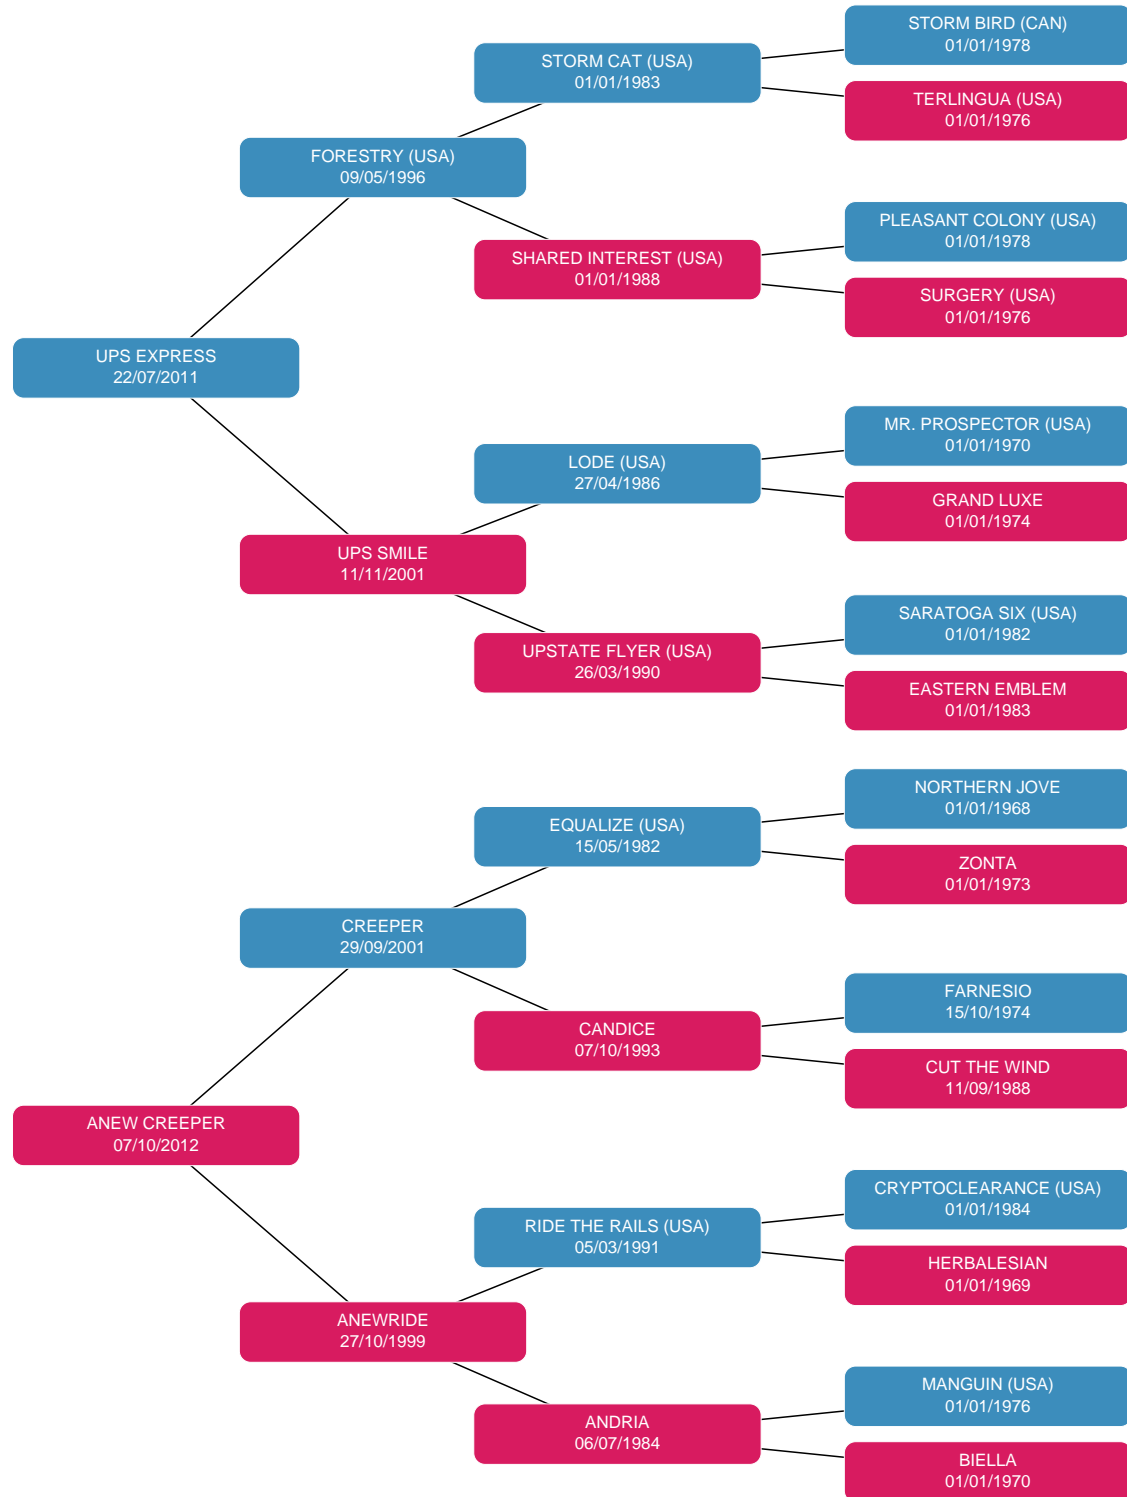 STORM BIRD (CAN)
01/01/1978
STORM CAT (USA)
01/01/1983
TERLINGUA (USA)
01/01/1976
FORESTRY (USA)
09/05/1996
PLEASANT COLONY (USA)
01/01/1978
SHARED INTEREST (USA)
01/01/1988
SURGERY (USA)
01/01/1976
UPS EXPRESS
22/07/2011
MR. PROSPECTOR (USA)
01/01/1970
LODE (USA)
27/04/1986
GRAND LUXE
01/01/1974
UPS SMILE
11/11/2001
SARATOGA SIX (USA)
01/01/1982
UPSTATE FLYER (USA)
26/03/1990
EASTERN EMBLEM
01/01/1983
NORTHERN JOVE
01/01/1968
EQUALIZE (USA)
15/05/1982
ZONTA
01/01/1973
CREEPER
29/09/2001
FARNESIO
15/10/1974
CANDICE
07/10/1993
CUT THE WIND
11/09/1988
ANEW CREEPER
07/10/2012
CRYPTOCLEARANCE (USA)
01/01/1984
RIDE THE RAILS (USA)
05/03/1991
HERBALESIAN
01/01/1969
ANEWRIDE
27/10/1999
MANGUIN (USA)
01/01/1976
ANDRIA
06/07/1984
BIELLA
01/01/1970